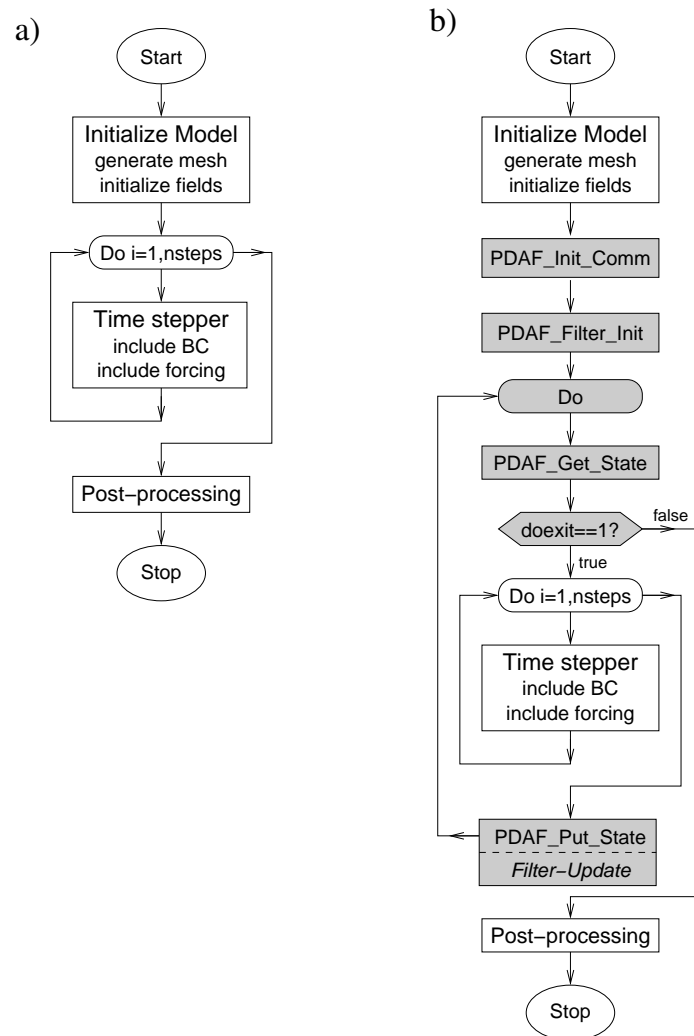 a)
Start
Initialize Model
generate mesh
initialize fields
Do i=1,nsteps
Time stepper
include BC
include forcing
Post−processing
Stop
b)
Start
Initialize Model
generate mesh
initialize fields
PDAF_Init_Comm
PDAF_Filter_Init
Do
PDAF_Get_State
doexit==1?
false
true
Do i=1,nsteps
Time stepper
include BC
include forcing
PDAF_Put_State
Filter−Update
Post−processing
Stop